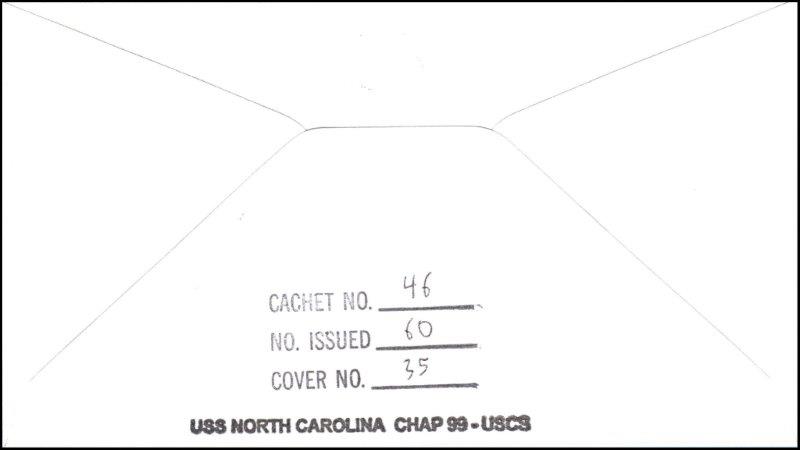 CACHET NO. 46
NO. ISSUED 60
COVER NO. 35
USS NORTH CAROLINA CHAP 99 - USCS